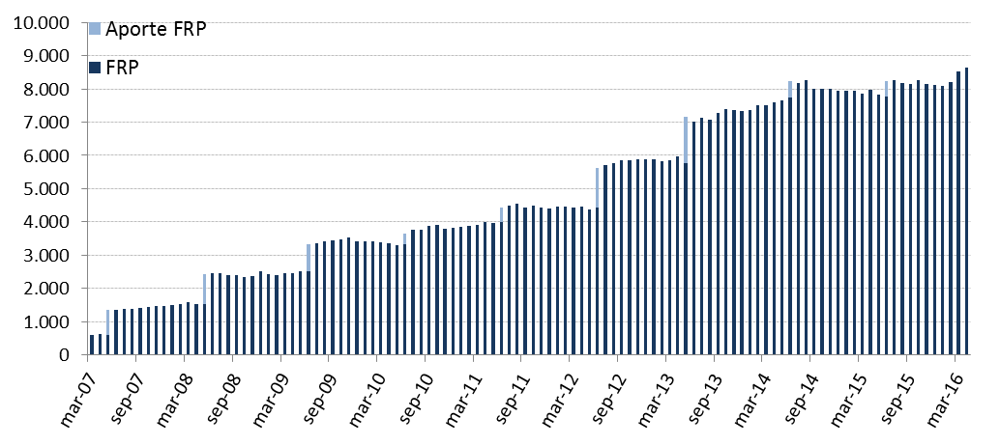 10.000
9.000
8.000
7.000
6.000
5.000
4.000
3.000
2.000
1.000
0
Aporte FRP
FRP
mar-07
sep-07
mar-08
sep-08
mar-09
sep-09
mar-10
sep-10
mar-11
sep-11
mar-12
sep-12
mar-13
sep-13
mar-14
sep-14
mar-15
sep-15
mar-16